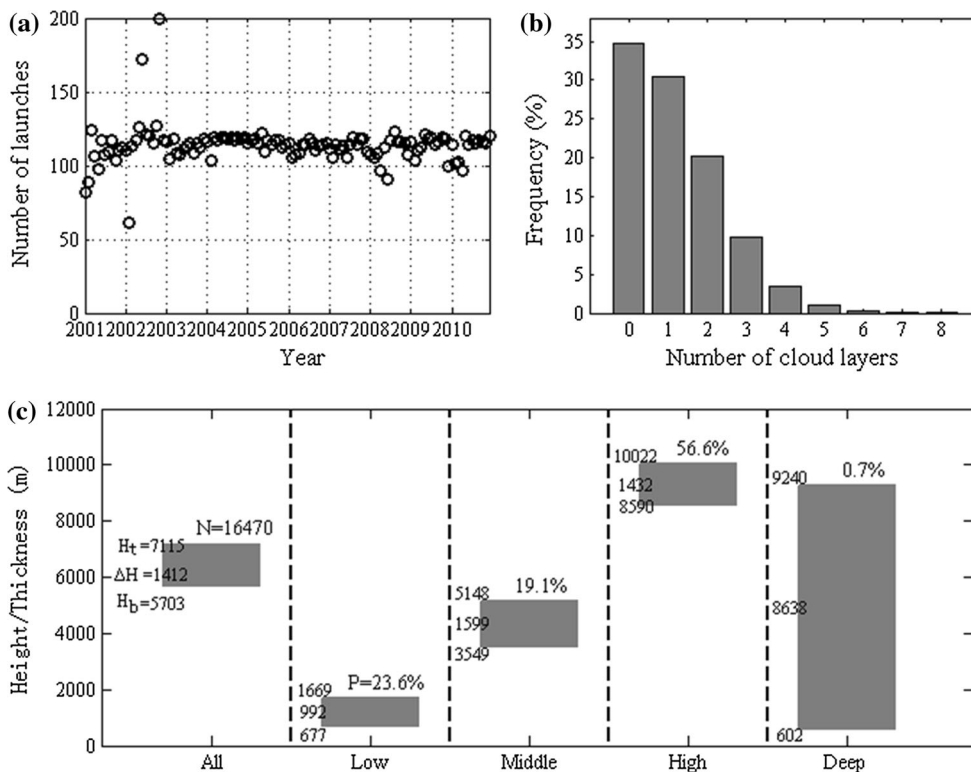 (a)
200
150
100
50
0
Number of launches
2001 2002 2003 2004 2005 2006 2007 2008 2009 2010
Year
(b)
35
30
25
20
15
10
5
0
Frequency (%)
0 1 2 3 4 5 6 7 8
Number of cloud layers
(c)
12000
10000
8000
6000
4000
2000
0
Height/Thickness (m)
N=16470
Ht=7115
ΔH=1412
Hb=5703
P=23.6%
1669
992
677
19.1%
5148
1599
3549
56.6%
10022
1432
8590
0.7%
9240
8638
602
All Low Middle High Deep